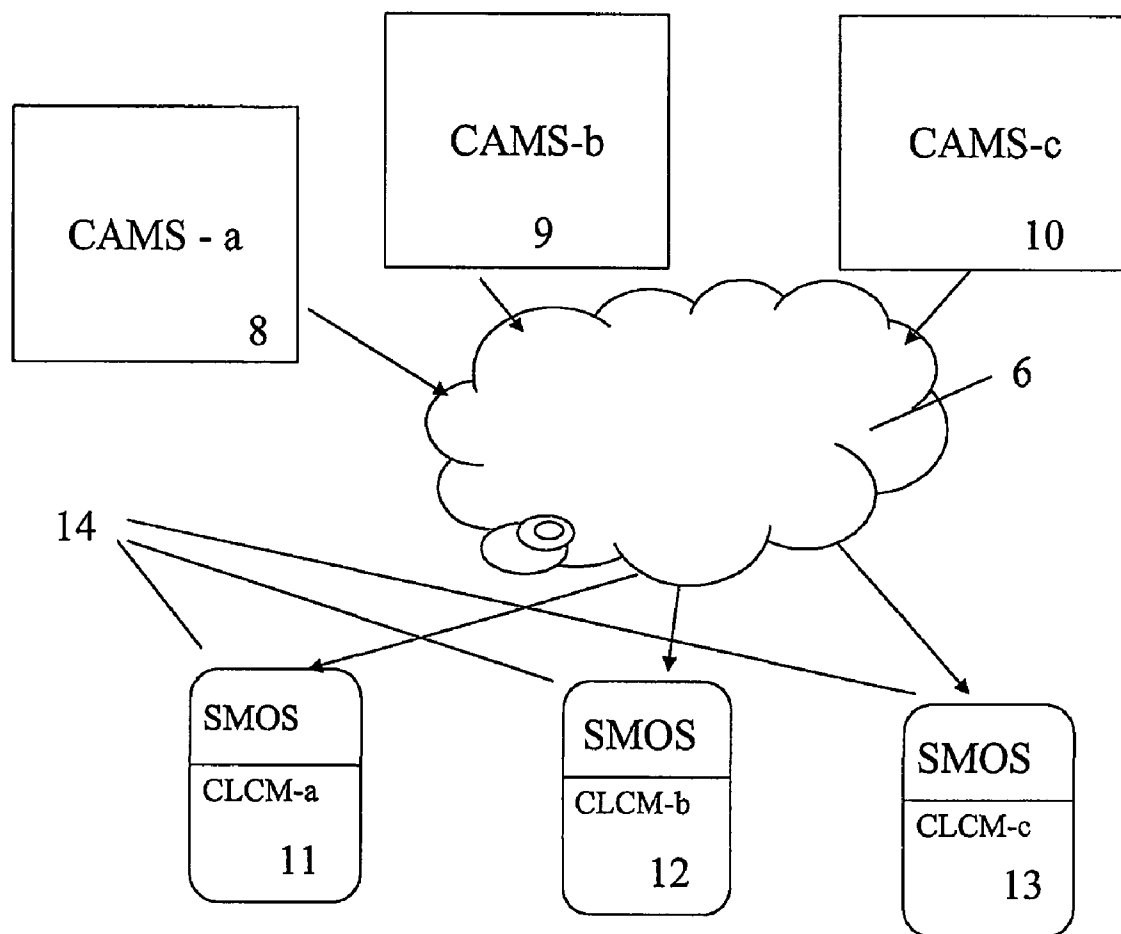 CAMS - a
8
CAMS-b
9
CAMS-c
10
6
14
SMOS
CLCM-a
11
SMOS
CLCM-b
12
SMOS
CLCM-c
13